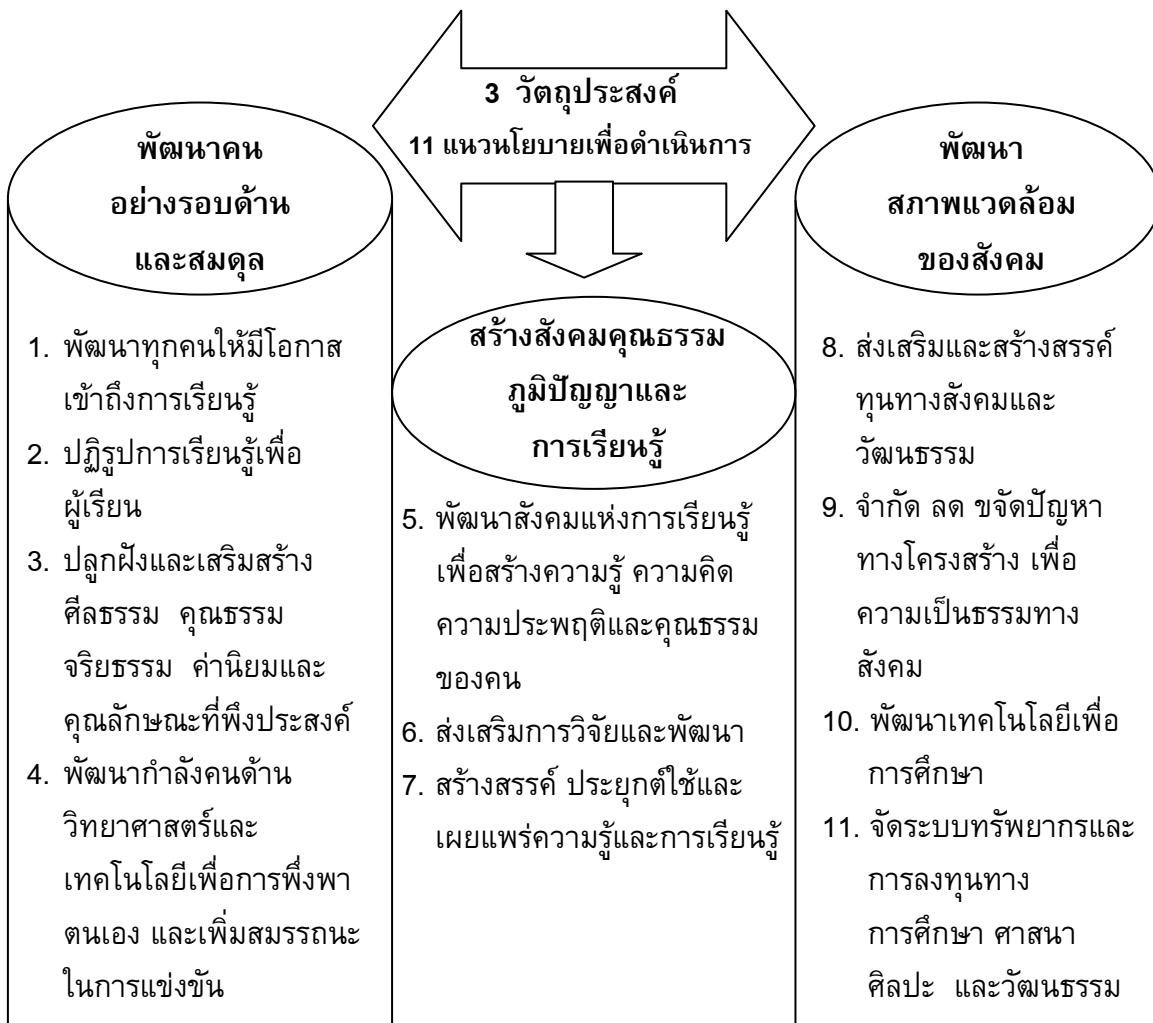 3 วัตถุประสงค์
11 แนวนโยบายเพื่อดำเนินการ
พัฒนาคน
อย่างรอบด้าน
และสมดุล
1. พัฒนาทุกคนให้มีโอกาส
เข้าถึงการเรียนรู้
2. ปฏิรูปการเรียนรู้เพื่อ
ผู้เรียน
3. ปลูกฝังและเสริมสร้าง
ศีลธรรม คุณธรรม
จริยธรรม ค่านิยมและ
คุณลักษณะที่พึงประสงค์
4. พัฒนากำลังคนด้าน
วิทยาศาสตร์และ
เทคโนโลยีเพื่อการพึ่งพา
ตนเอง และเพิ่มสมรรถนะ
ในการแข่งขัน
สร้างสังคมคุณธรรม
ภูมิปัญญาและ
การเรียนรู้
5. พัฒนาสังคมแห่งการเรียนรู้
เพื่อสร้างความรู้ ความคิด
ความประพฤติและคุณธรรม
ของคน
6. ส่งเสริมการวิจัยและพัฒนา
7. สร้างสรรค์ ประยุกต์ใช้และ
เผยแพร่ความรู้และการเรียนรู้
พัฒนา
สภาพแวดล้อม
ของสังคม
8. ส่งเสริมและสร้างสรรค์
ทุนทางสังคมและ
วัฒนธรรม
9. จำกัด ลด ขจัดปัญหา
ทางโครงสร้าง เพื่อ
ความเป็นธรรมทาง
สังคม
10. พัฒนาเทคโนโลยีเพื่อ
การศึกษา
11. จัดระบบทรัพยากรและ
การลงทุนทาง
การศึกษา ศาสนา
ศิลปะ และวัฒนธรรม